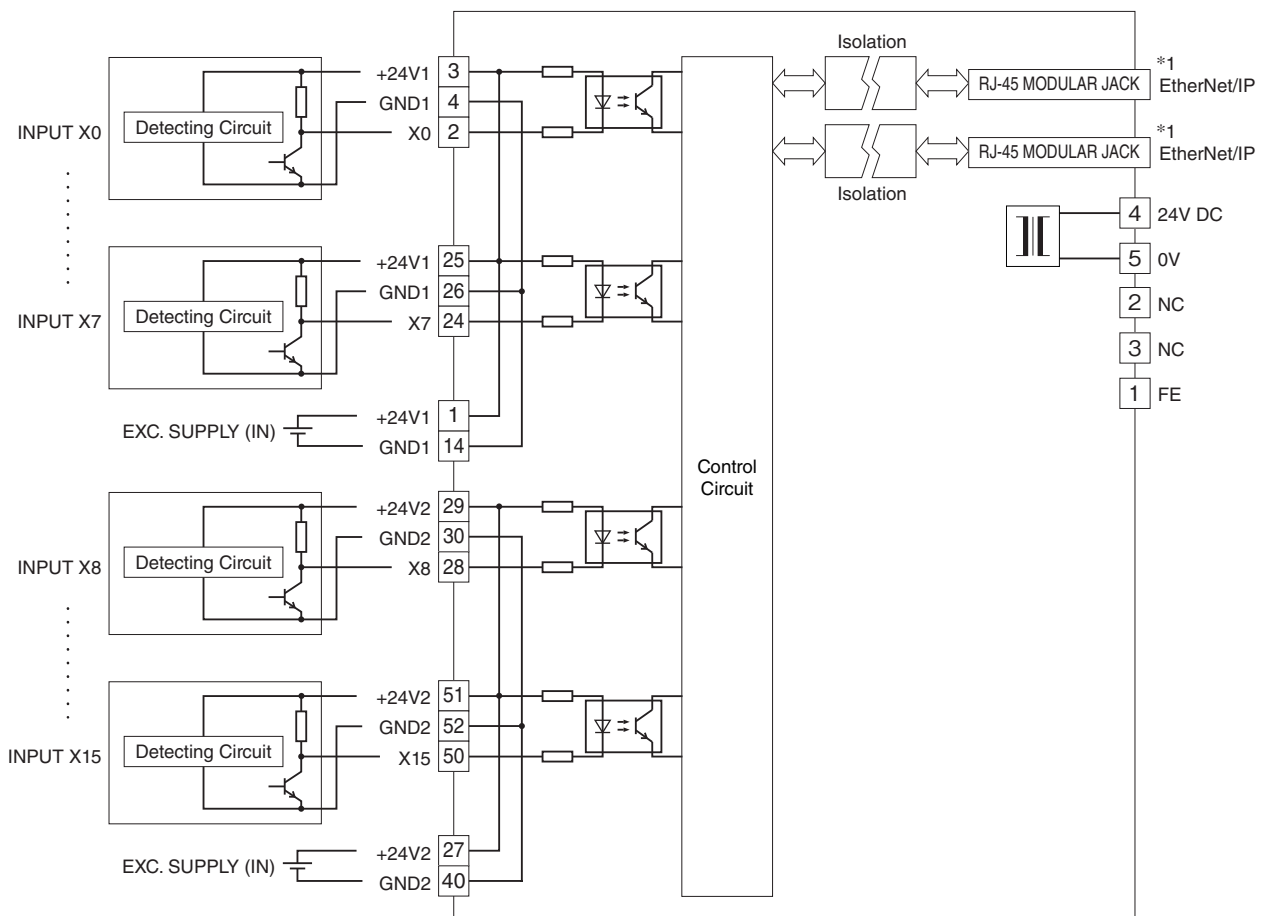 Isolation
*1
RJ-45 MODULAR JACK
EtherNet/IP
*1
RJ-45 MODULAR JACK
EtherNet/IP
Isolation
INPUT X0
Detecting Circuit
+24V1 3
GND1 4
X0 2
4 24V DC
5 0V
2 NC
3 NC
1 FE
INPUT X7
Detecting Circuit
+24V1 25
GND1 26
X7 24
EXC. SUPPLY (IN)
+24V1 1
GND1 14
Control
Circuit
INPUT X8
Detecting Circuit
+24V2 29
GND2 30
X8 28
INPUT X15
Detecting Circuit
+24V2 51
GND2 52
X15 50
EXC. SUPPLY (IN)
+24V2 27
GND2 40